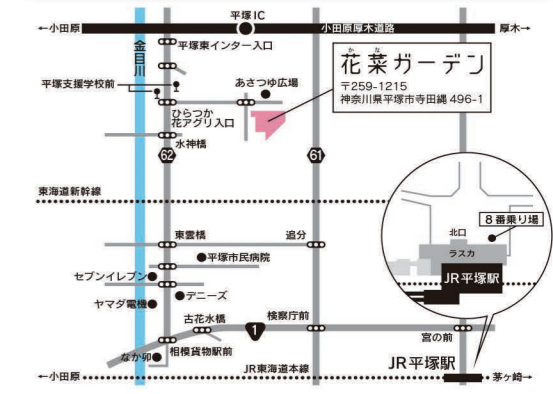 平塚IC
←小田原
小田原厚木道路
厚木→
金目川
平塚東インター入口
かな
花菜ガーデン
〒259-1215
神奈川県平塚市寺田縄496-1
平塚支援学校前
あさつゆ広場
ひらつか
花アグリ入口
水神橋
62
61
東海道新幹線
8番乗り場
北口
ラスカ
JR平塚駅
東雲橋
追分
平塚市民病院
セブンイレブン
デニーズ
ヤマダ電機
古花水橋
1
検察庁前
宮の前
なか卯
相模貨物駅前
JR平塚駅
←小田原
JR東海道本線
茅ヶ崎→